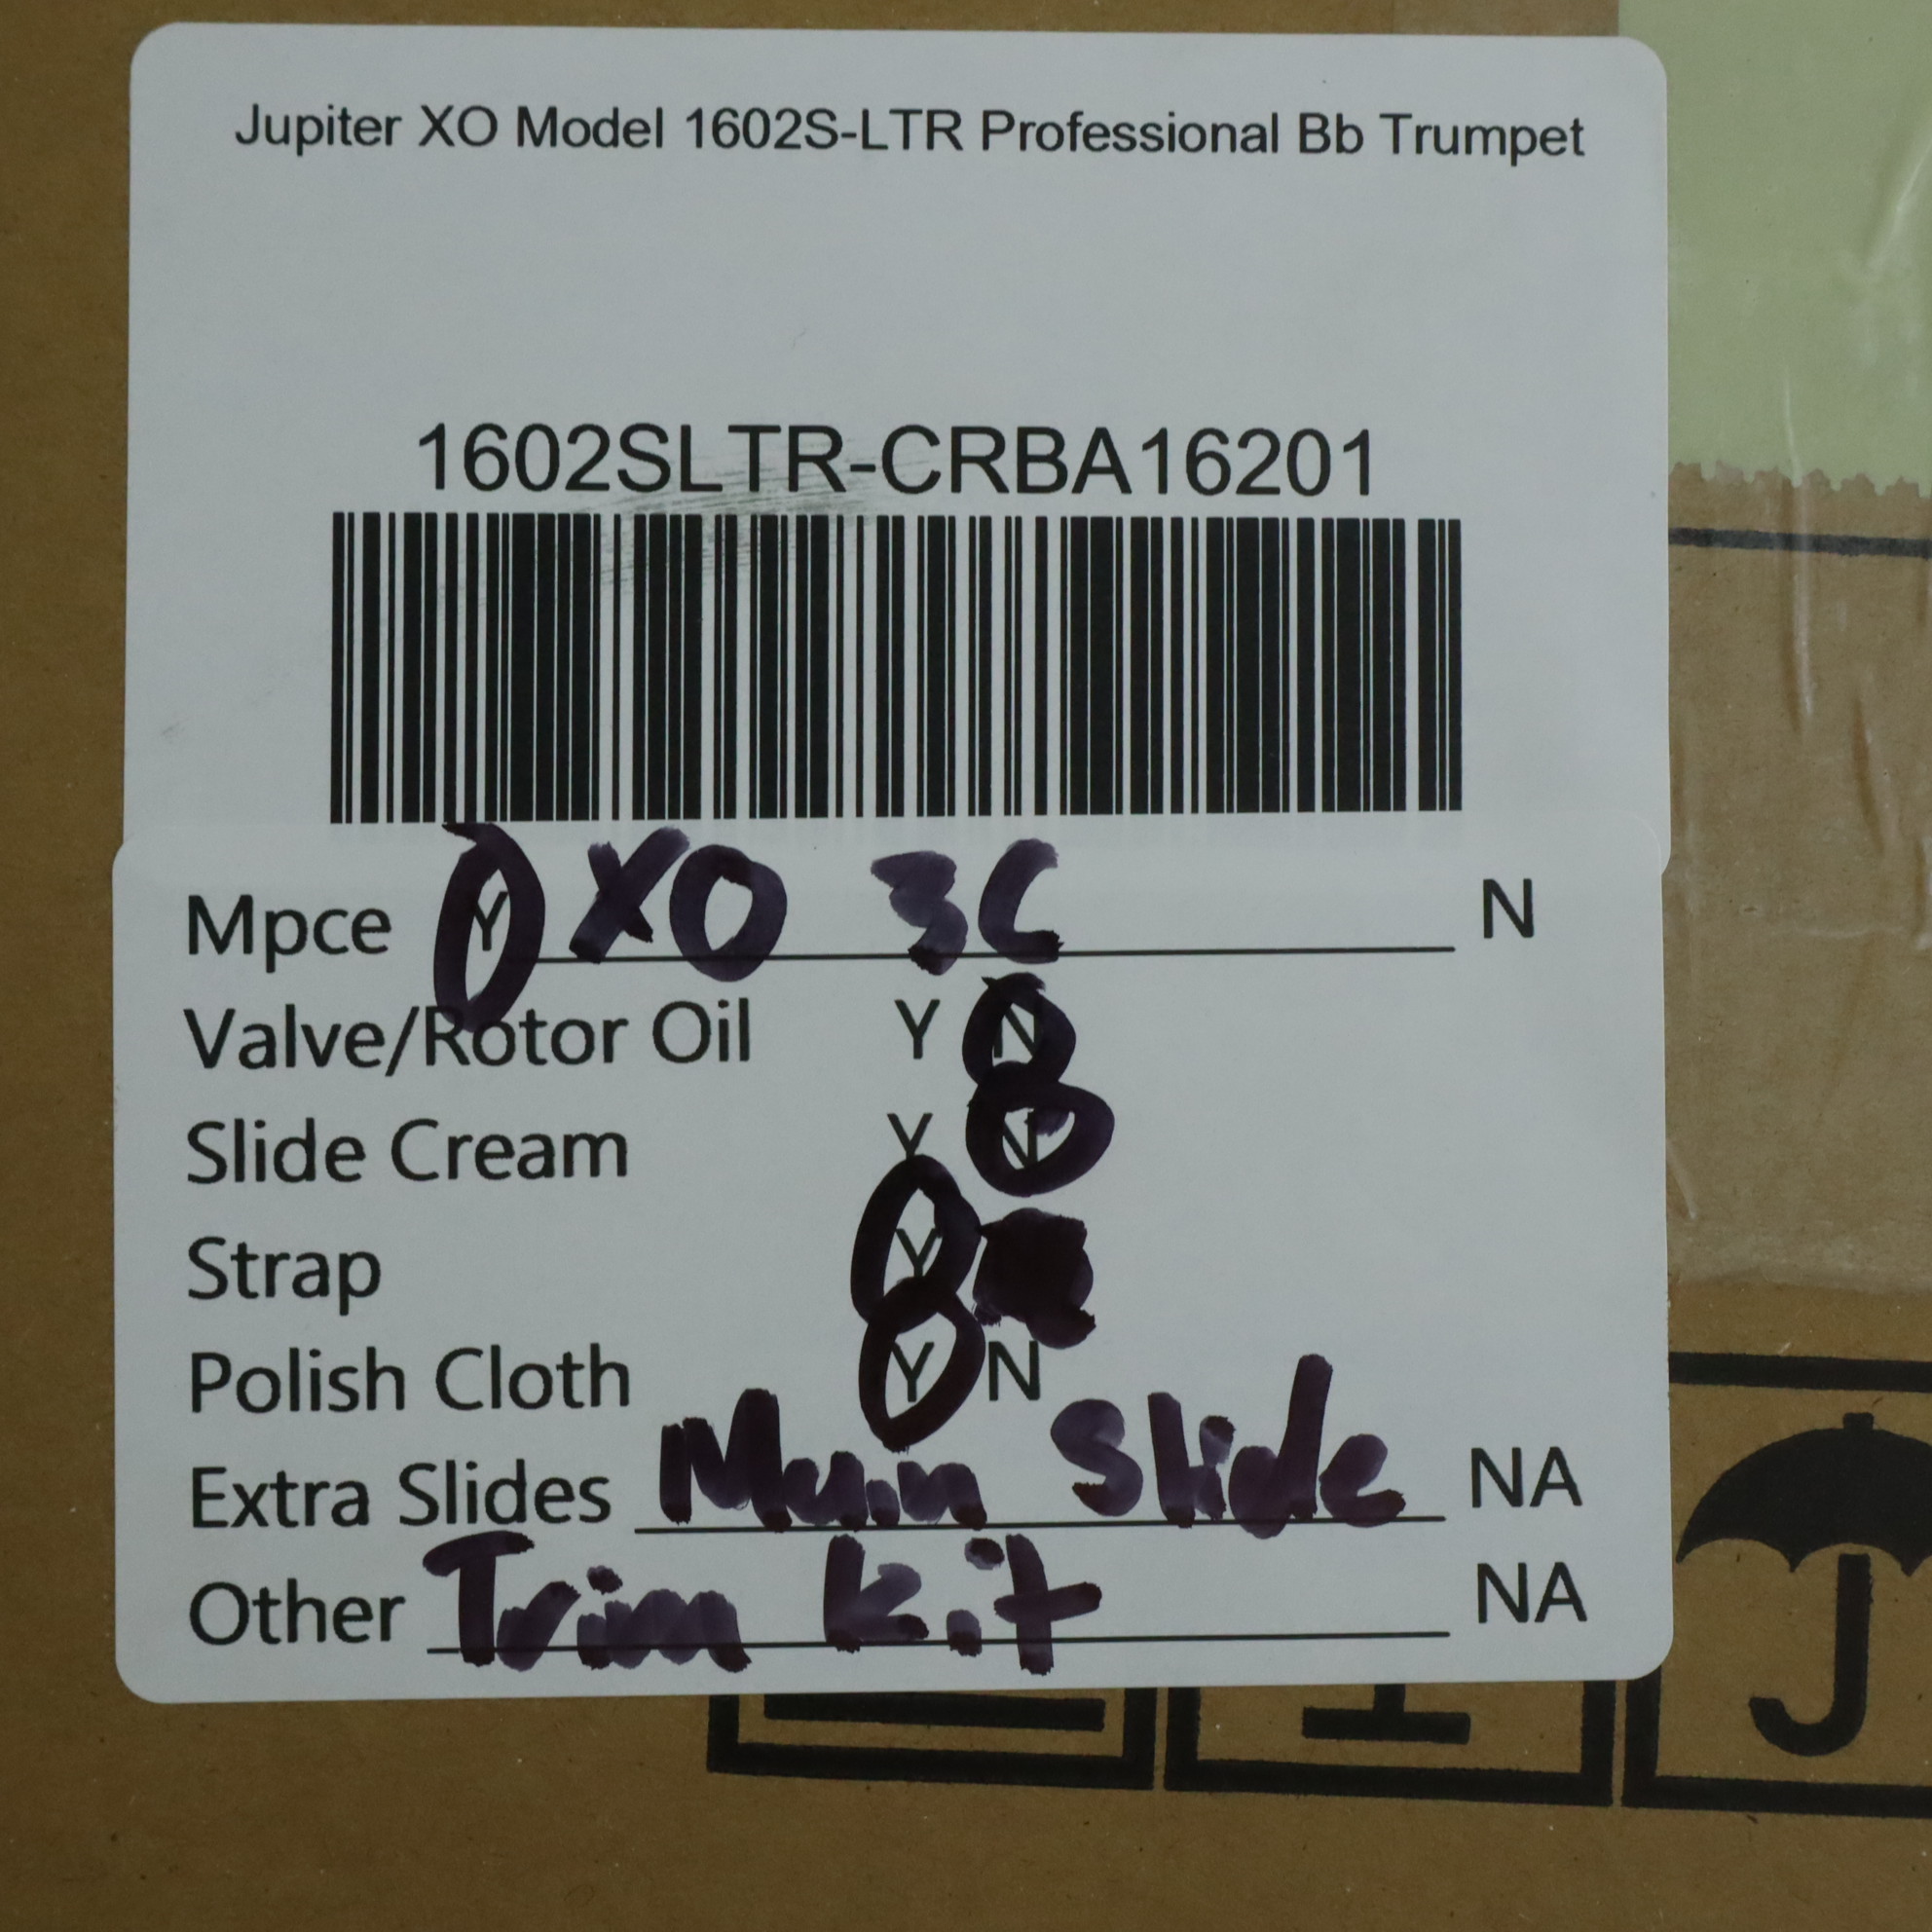 Jupiter XO Model 1602S-LTR Professional Bb Trumpet
1602SLTR-CRBA16201
Mpce Y XO 3C N
Valve/Rotor Oil Y N
Slide Cream Y N
Strap Y
Polish Cloth Y N
Extra Slides Main Slide NA
Other Trim Kit NA